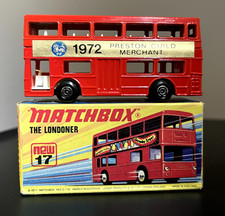 1972
PRESTON GUILD
MERCHANT
MATCHBOX
THE LONDONER
new
17